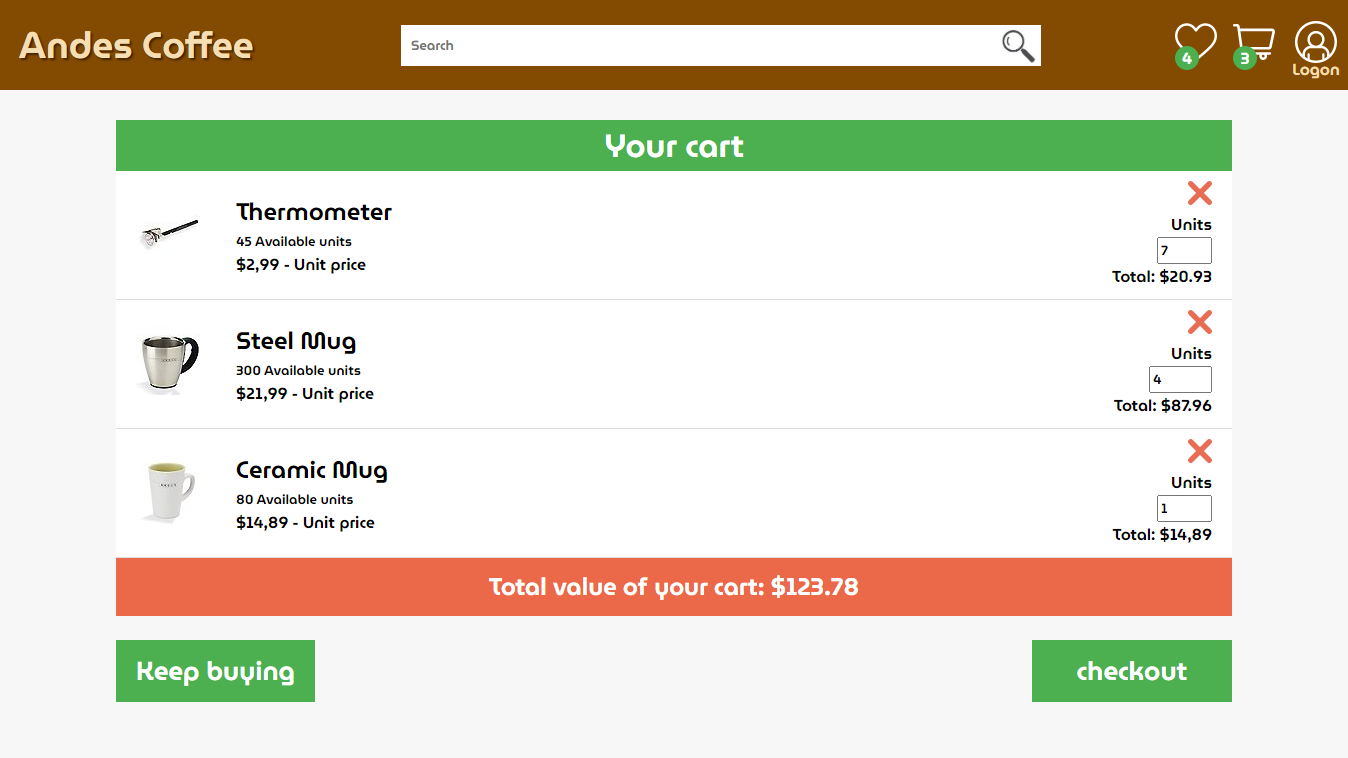 Andes Coffee
Search
4
3
Logon
Your cart
Thermometer
45 Available units
$2,99 - Unit price
Units
7
Total: $20.93
Steel Mug
300 Available units
$21,99 - Unit price
Units
4
Total: $87.96
Ceramic Mug
80 Available units
$14,89 - Unit price
Units
1
Total: $14,89
Total value of your cart: $123.78
Keep buying
checkout